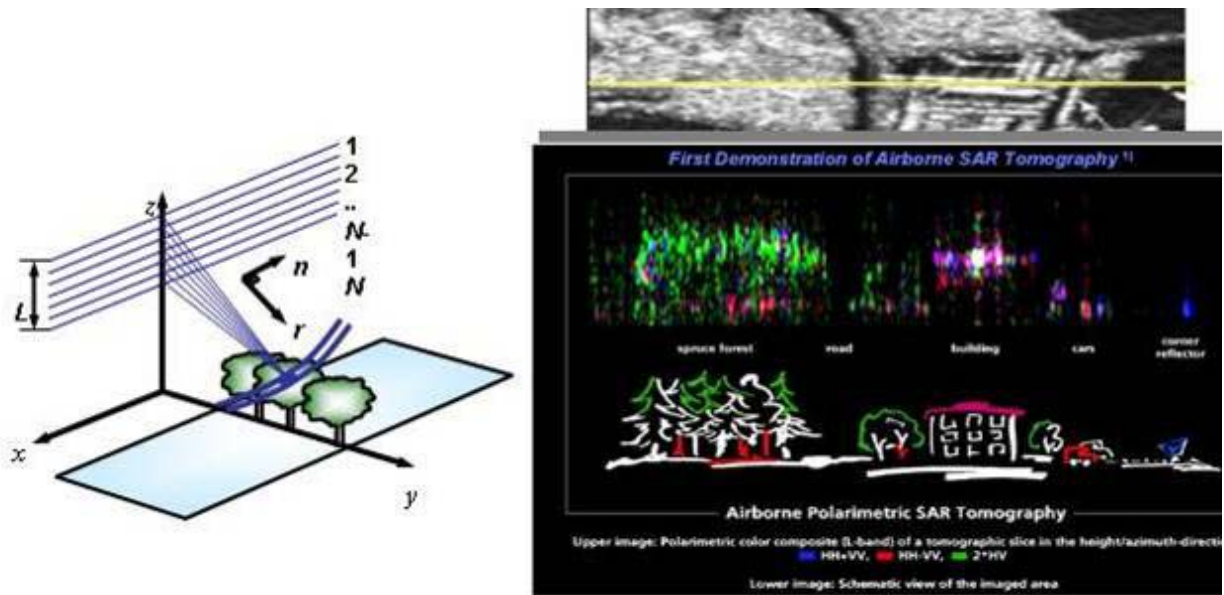 1
2
..
N-
1
N
z
L
n
r
x
y
First Demonstration of Airborne SAR Tomography 1)
spruce forest road building cars corner reflector
Airborne Polarimetric SAR Tomography
Upper image: Polarimetric color composite (L-band) of a tomographic slice in the height/azimuth-directi
HH+VV, HH-VV, 2*HV
Lower image: Schematic view of the imaged area